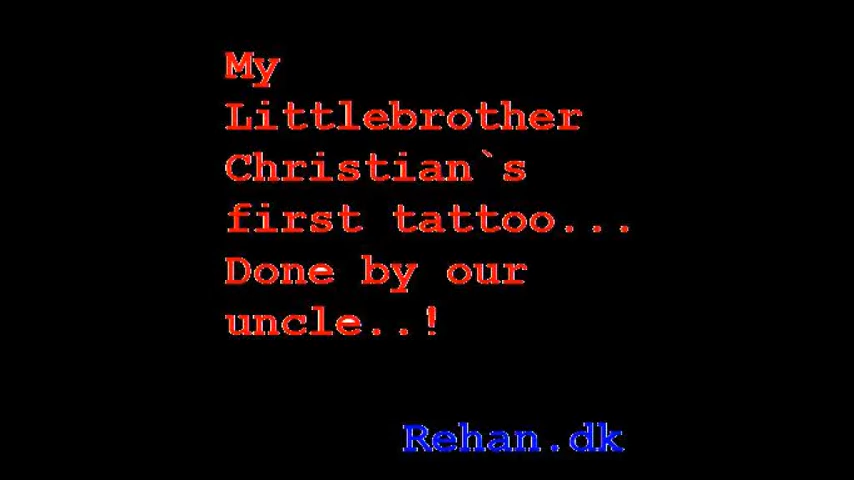 My
Littlebrother
Christian`s
first tattoo...
Done by our
uncle..!
Rehan.dk